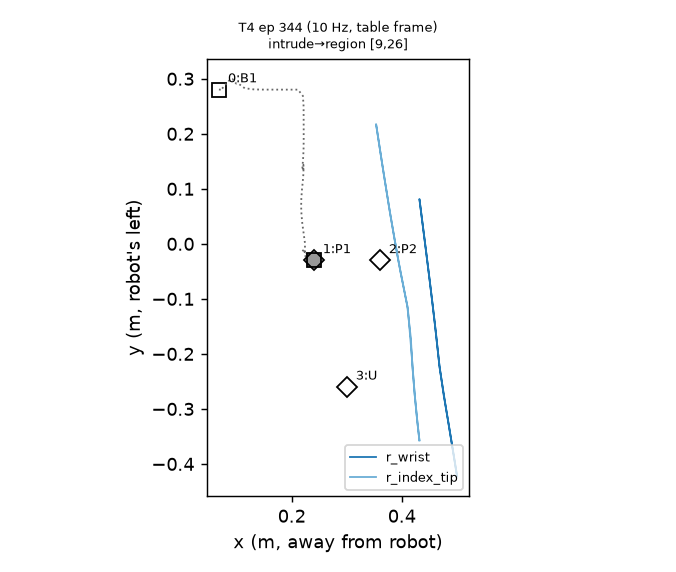 T4 ep 344 (10 Hz, table frame)
intrude→region [9,26]
0.3
0.2
0.1
0.0
−0.1
−0.2
−0.3
−0.4
0:B1
1:P1
2:P2
3:U
r_wrist
r_index_tip
0.2
0.4
x (m, away from robot)
y (m, robot's left)